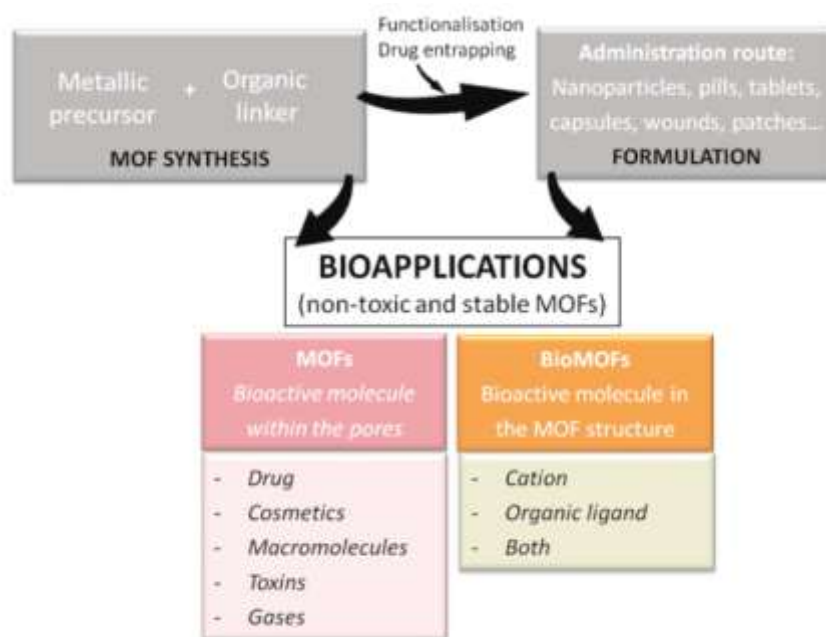 Functionalisation
Drug entrapping
Metallic
precursor
+
Organic
linker
MOF SYNTHESIS
Administration route:
Nanoparticles, pills, tablets,
capsules, wounds, patches...
FORMULATION
BIOAPPLICATIONS
(non-toxic and stable MOFs)
MOFs
Bioactive molecule
within the pores
- Drug
- Cosmetics
- Macromolecules
- Toxins
- Gases
BioMOFs
Bioactive molecule in
the MOF structure
- Cation
- Organic ligand
- Both